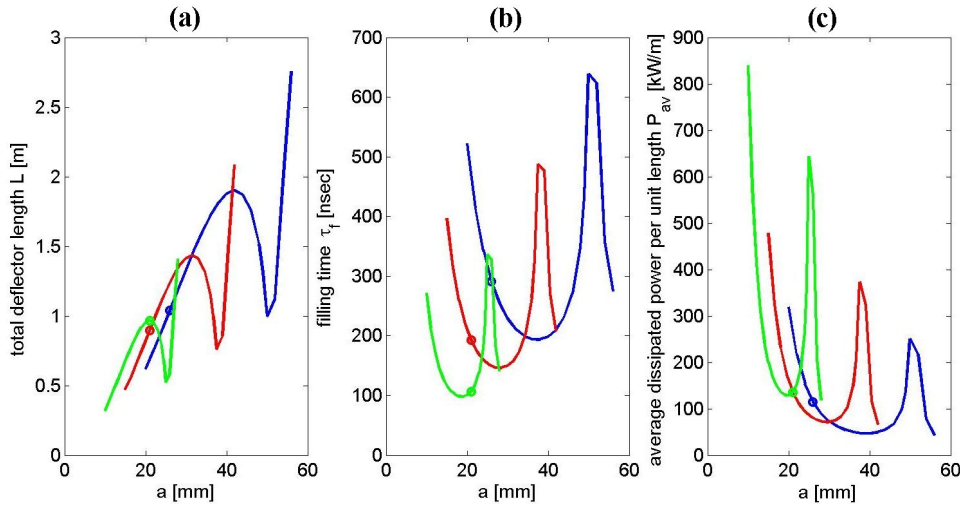 (a)
(b)
(c)
total deflector length L [m]
3
2.5
2
1.5
1
0.5
0
0 20 40 60
a [mm]
filling time τf [nsec]
700
600
500
400
300
200
100
0
0 20 40 60
a [mm]
average dissipated power per unit length Pav [kW/m]
900
800
700
600
500
400
300
200
100
0
0 20 40 60
a [mm]